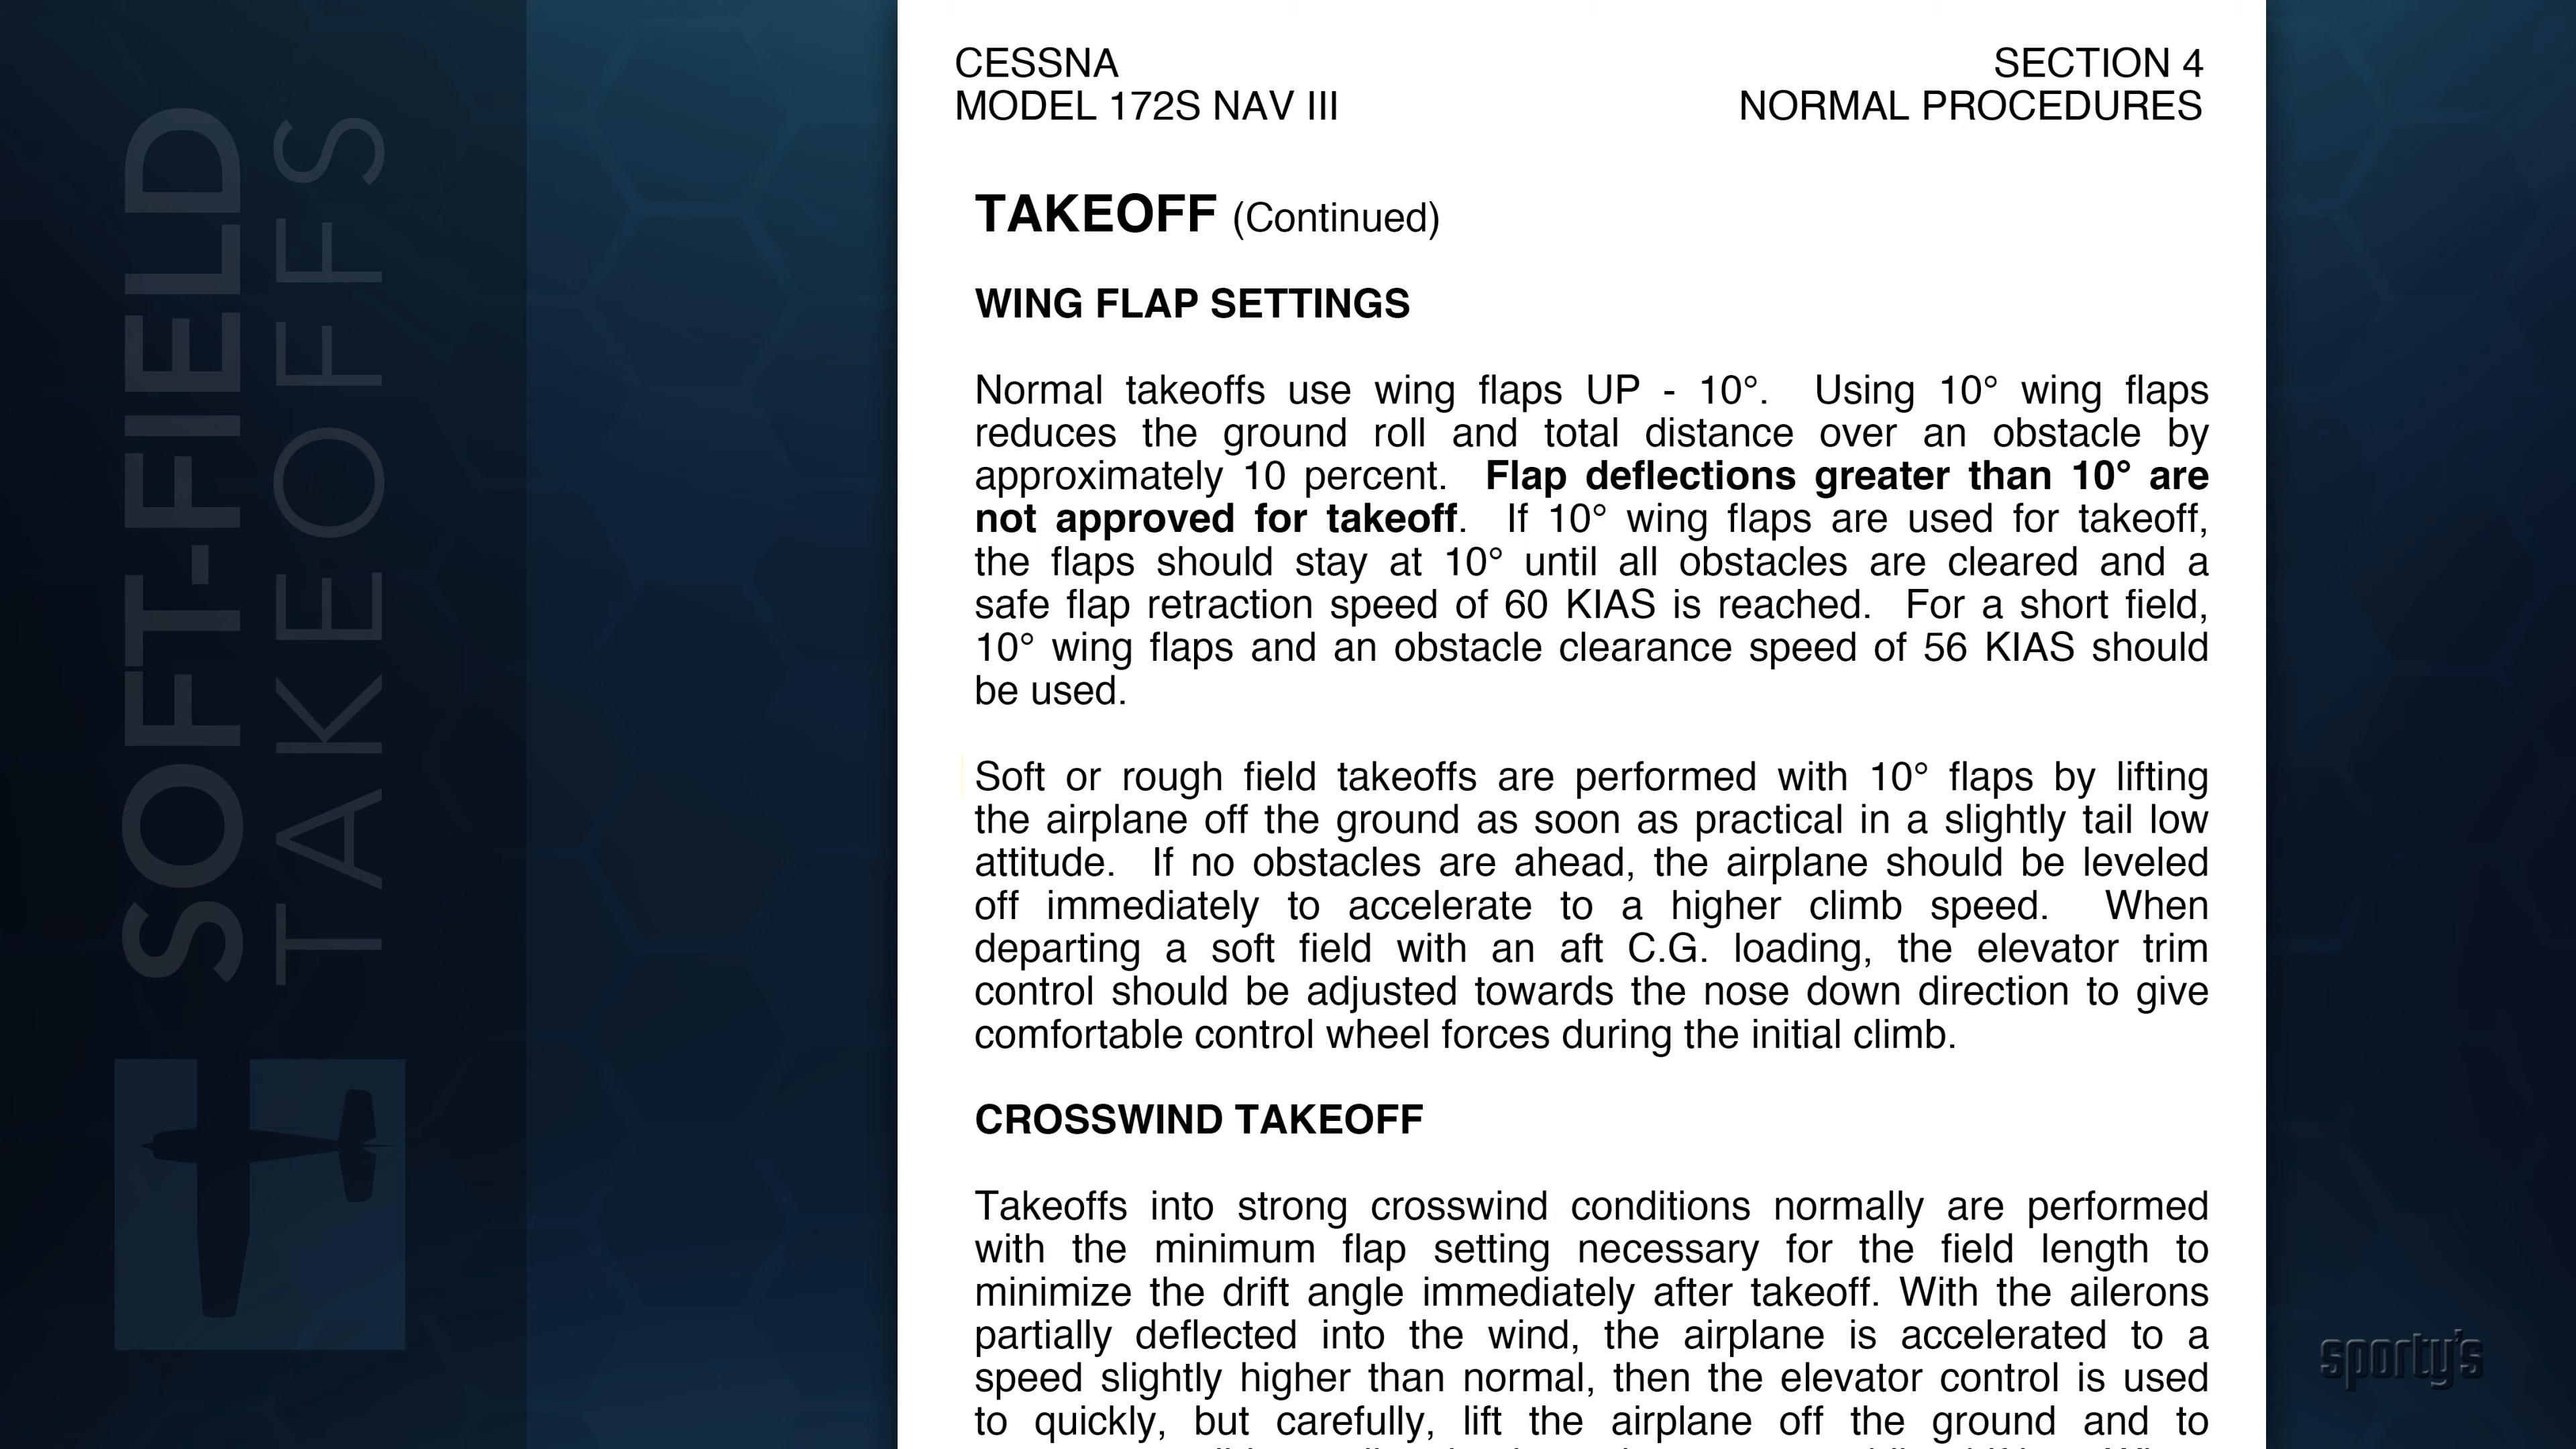 SOFT-FIELD
TAKEOFFS
CESSNA
MODEL 172S NAV III
SECTION 4
NORMAL PROCEDURES
TAKEOFF (Continued)
WING FLAP SETTINGS
Normal takeoffs use wing flaps UP - 10°. Using 10° wing flaps
reduces the ground roll and total distance over an obstacle by
approximately 10 percent. Flap deflections greater than 10° are
not approved for takeoff. If 10° wing flaps are used for takeoff,
the flaps should stay at 10° until all obstacles are cleared and a
safe flap retraction speed of 60 KIAS is reached. For a short field,
10° wing flaps and an obstacle clearance speed of 56 KIAS should
be used.
Soft or rough field takeoffs are performed with 10° flaps by lifting
the airplane off the ground as soon as practical in a slightly tail low
attitude. If no obstacles are ahead, the airplane should be leveled
off immediately to accelerate to a higher climb speed. When
departing a soft field with an aft C.G. loading, the elevator trim
control should be adjusted towards the nose down direction to give
comfortable control wheel forces during the initial climb.
CROSSWIND TAKEOFF
Takeoffs into strong crosswind conditions normally are performed
with the minimum flap setting necessary for the field length to
minimize the drift angle immediately after takeoff. With the ailerons
partially deflected into the wind, the airplane is accelerated to a
speed slightly higher than normal, then the elevator control is used
to quickly, but carefully, lift the airplane off the ground and to
sporty's